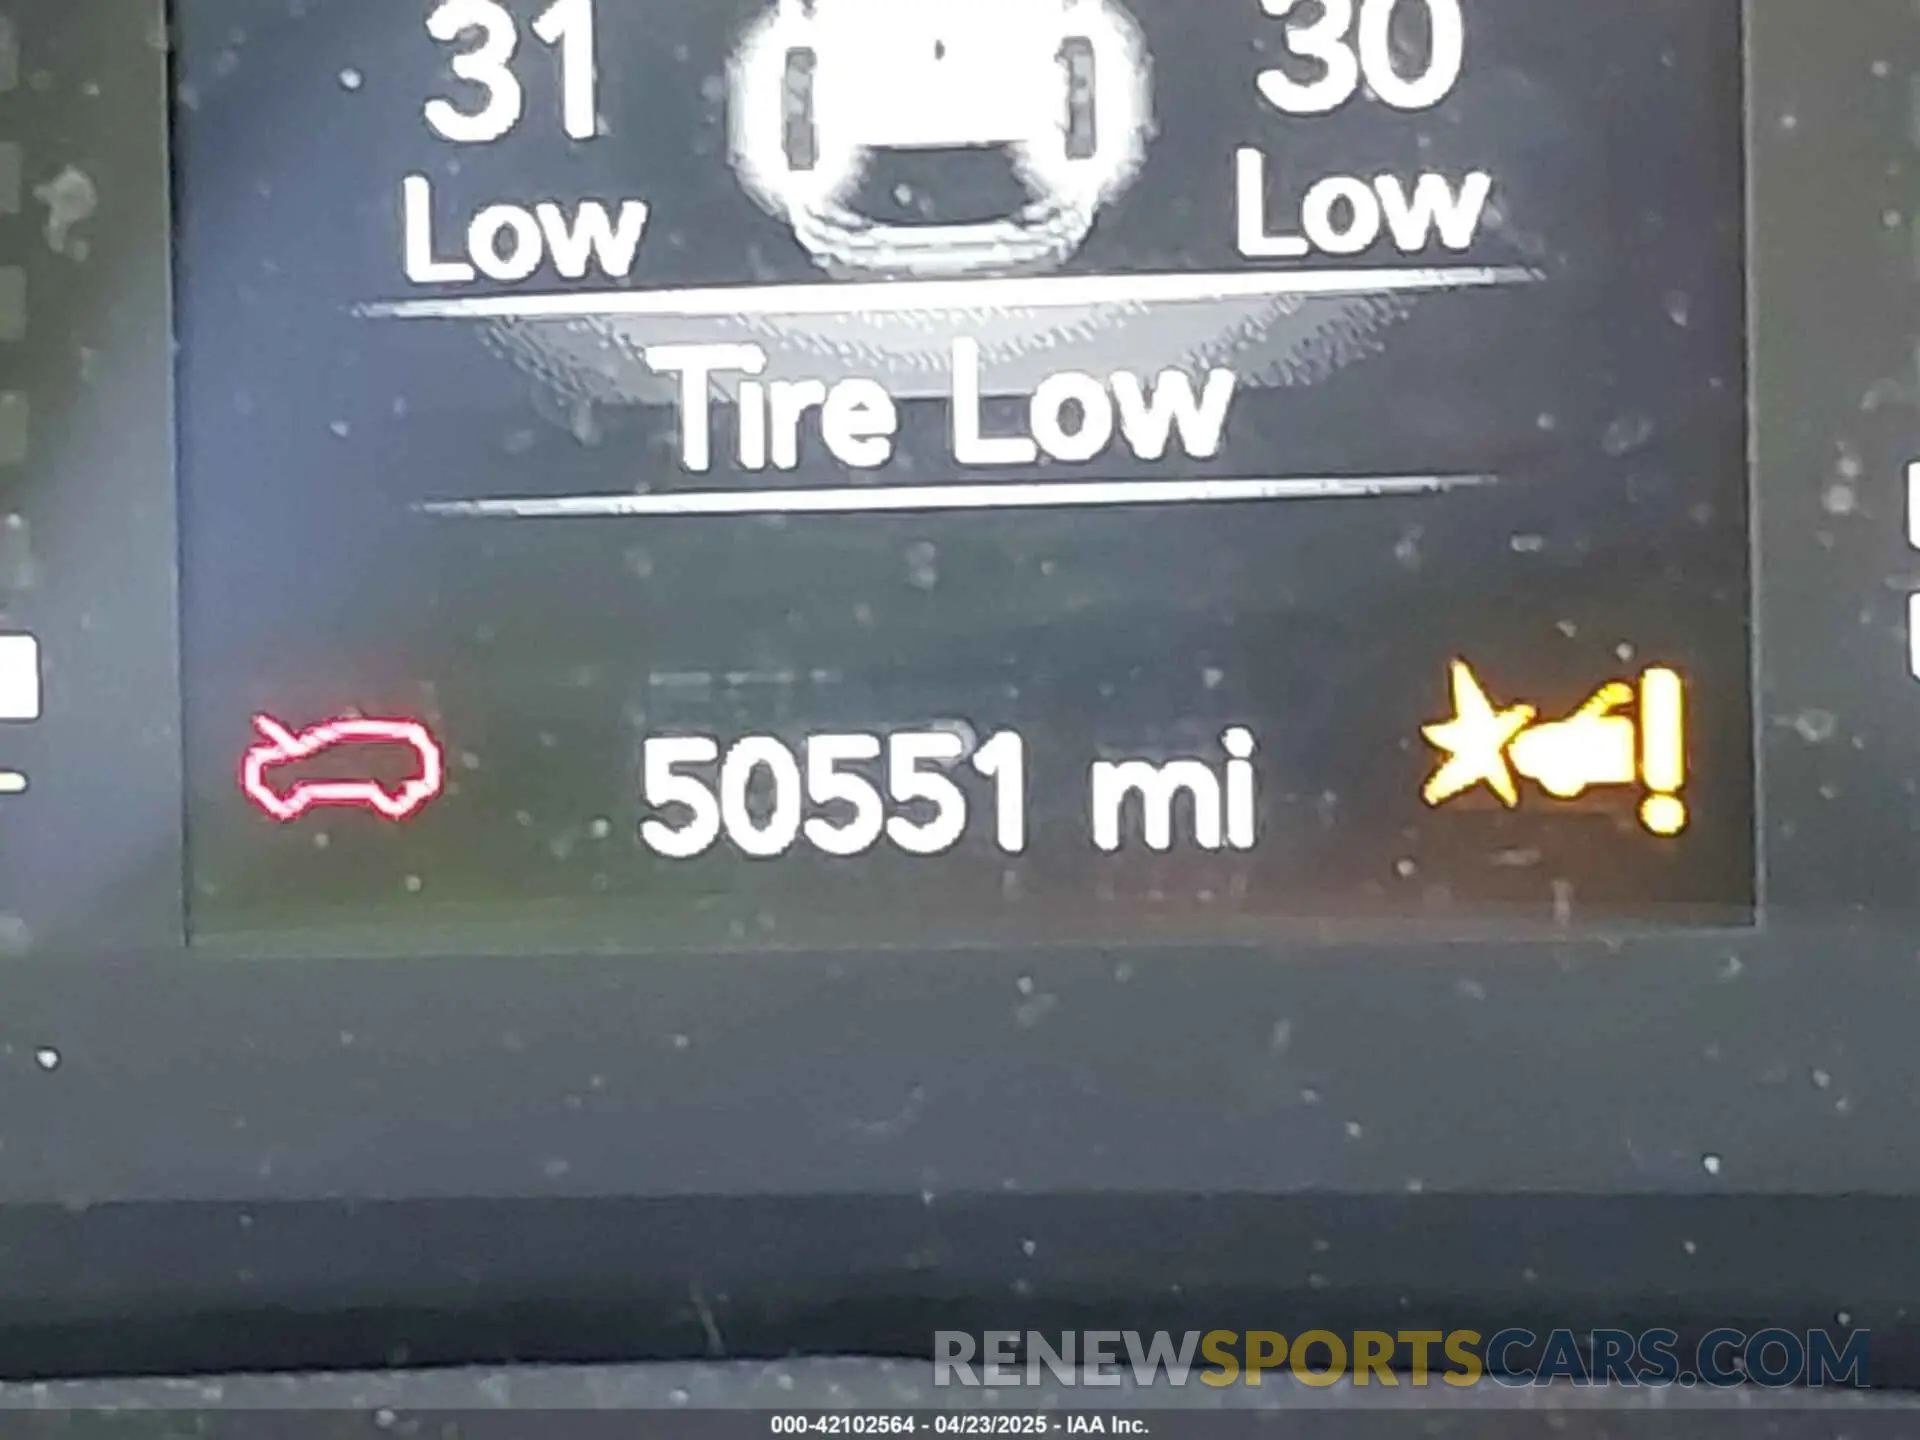 31 30
Low Low
Tire Low
50551 mi
RENEWSPORTSCARS.COM
000-42102564 - 04/23/2025 - IAA Inc.